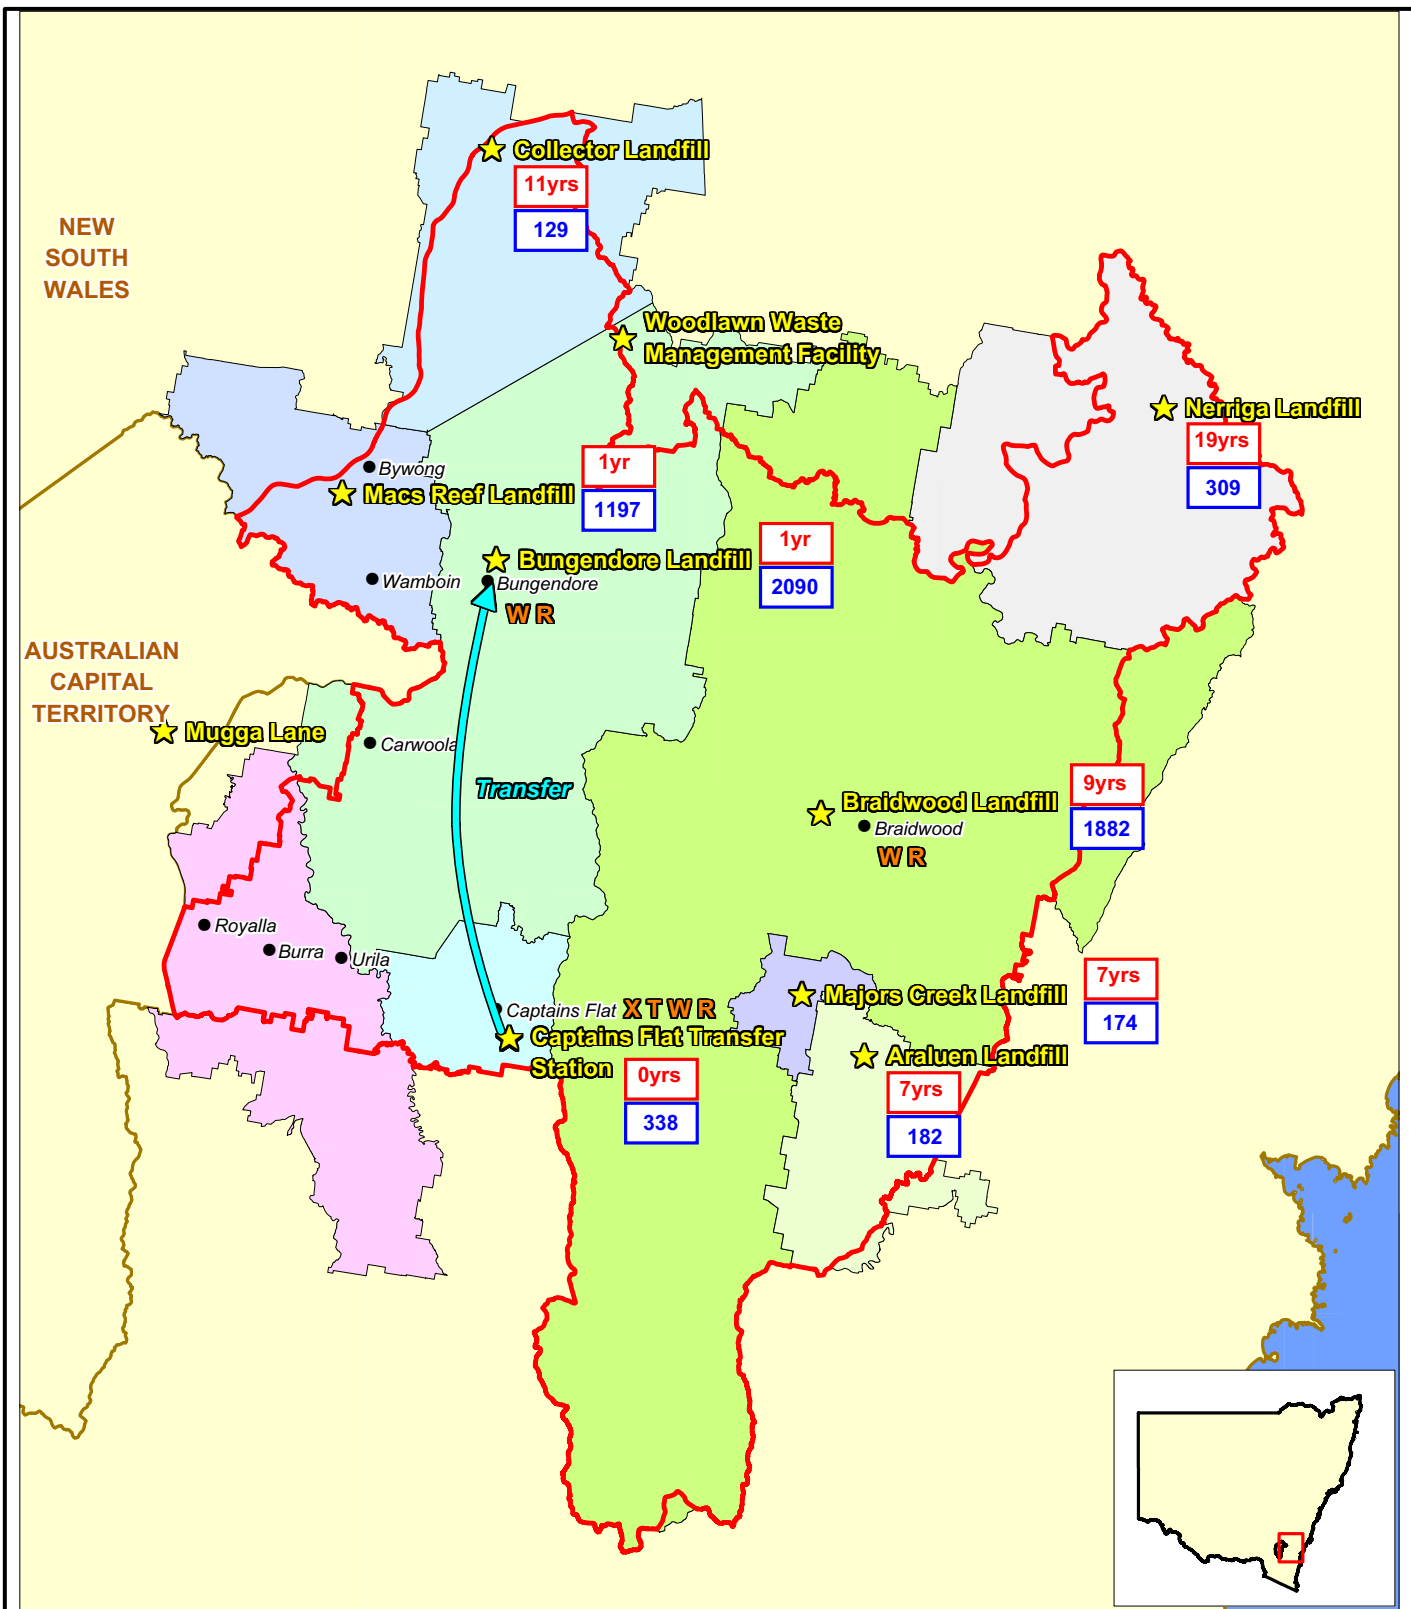 Collector Landfill
11yrs
129
NEW
SOUTH
WALES
Woodlawn Waste
Management Facility
Nerriga Landfill
19yrs
309
Bywong
Macs Reef Landfill
1yr
1197
Bungendore Landfill
1yr
2090
Wamboin
Bungendore
W R
AUSTRALIAN
CAPITAL
TERRITORY
Mugga Lane
Carwoola
Transfer
9yrs
1882
Braidwood Landfill
Braidwood
W R
Royalla
Burra
Urila
7yrs
174
Majors Creek Landfill
Captains Flat
X T W R
Captains Flat Transfer
Station
0yrs
338
Araluen Landfill
7yrs
182